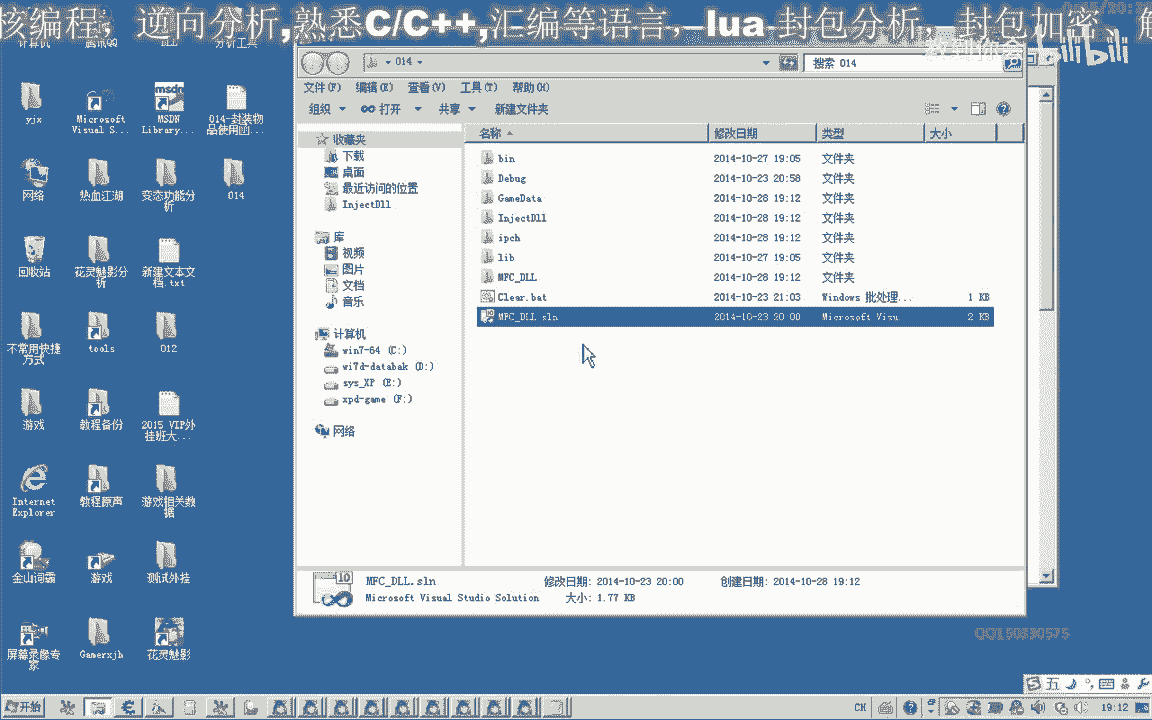 核编程, 逆向分析,熟悉C/C++,汇编等语言, lua 封包分析, 封包加密
bilibili
014
搜索 014
文件(F) 编辑(E) 查看(V) 工具(T) 帮助(H)
组织 打开 共享 新建文件夹
名称 修改日期 类型 大小
收藏夹
下载
桌面
最近访问的位置
InjectDll
库
视频
图片
文档
音乐
计算机
win7-64 (C:)
wi7d-databak (D:)
sys_XP (E:)
xpd-game (F:)
网络
bin 2014-10-27 19:05 文件夹
Debug 2014-10-23 20:58 文件夹
GameData 2014-10-28 19:12 文件夹
InjectDll 2014-10-28 19:12 文件夹
ipch 2014-10-28 19:12 文件夹
lib 2014-10-27 19:05 文件夹
MFC_DLL 2014-10-28 19:12 文件夹
Clear.bat 2014-10-23 21:03 Windows 批处理... 1 KB
MFC_DLL.sln 2014-10-23 20:00 Microsoft Visu... 2 KB
MFC_DLL.sln 修改日期: 2014-10-23 20:00 创建日期: 2014-10-28 19:12
Microsoft Visual Studio Solution 大小: 1.77 KB
计算机 腾讯QQ DLL 分析工具
yjx
Microsoft
Visual S...
MSDN
Library...
014-封装物
品使用函...
网络
热血江湖
变态功能分
析
014
回收站
花灵魅影分
析
新建文本文
档.txt
不常用快捷
方式
tools
012
游戏
教程备份
2015 VIP外
挂班大...
Internet
Explorer
教程原声
游戏相关数
据
金山词霸
游戏
测试外挂
屏幕录像专
家
Gamerxjh
花灵魅影
QQ150330575
五
开始
CH
19:12